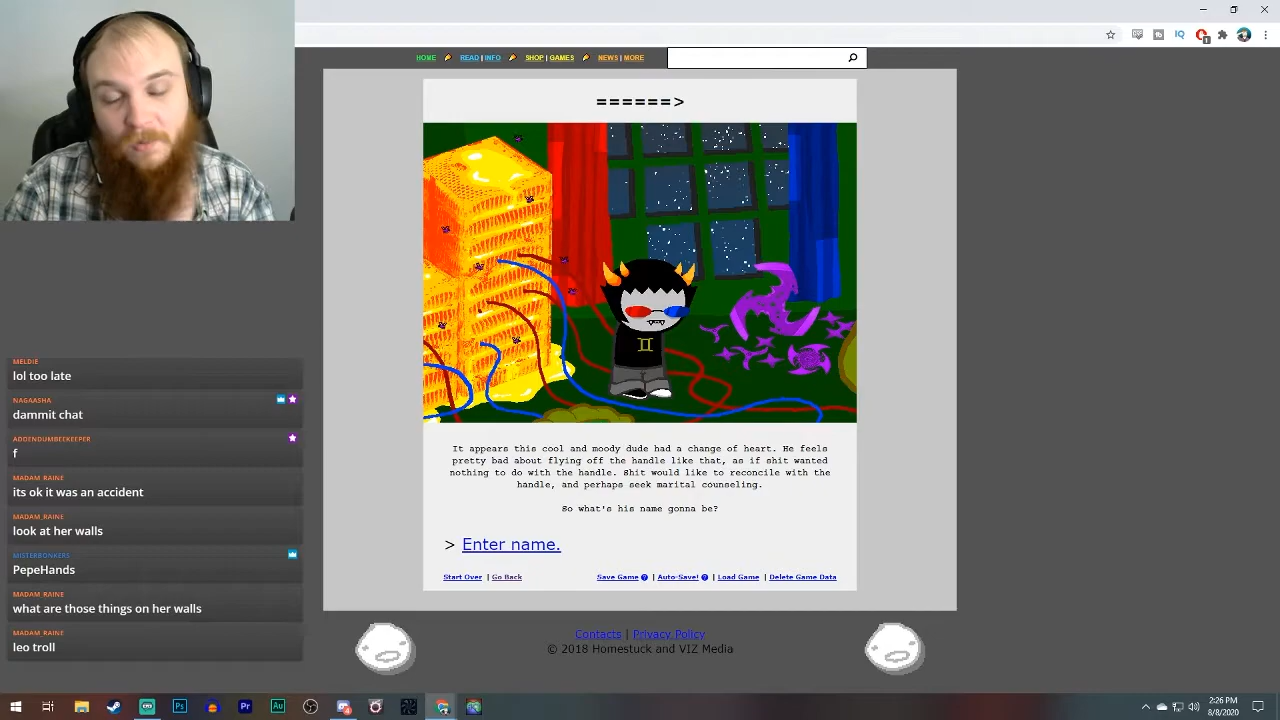 HOME READ | INFO SHOP | GAMES NEWS | MORE
IQ
1
======>
It appears this cool and moody dude had a change of heart. He feels
pretty bad about flying off the handle like that, as if shit wanted
nothing to do with the handle. Shit would like to reconcile with the
handle, and perhaps seek marital counseling.
So what's his name gonna be?
> Enter name.
Start Over | Go Back Save Game ? | Auto-Save! ? | Load Game | Delete Game Data
Contacts | Privacy Policy
© 2018 Homestuck and VIZ Media
MELDIE
lol too late
NAGAASHA
dammit chat
ADDENDUMBEEKEEPER
f
MADAM_RAINE
its ok it was an accident
MADAM_RAINE
look at her walls
MISTERBONKERS
PepeHands
MADAM_RAINE
what are those things on her walls
MADAM_RAINE
leo troll
Ps Pr Au
2:26 PM
8/8/2020